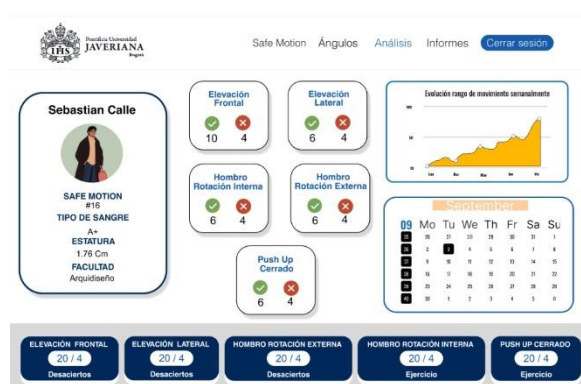 Pontificia Universidad
JAVERIANA
Bogotá
Safe Motion Ángulos Análisis Informes Cerrar sesión
Sebastian Calle
SAFE MOTION
#16
TIPO DE SANGRE
A+
ESTATURA
1.76 Cm
FACULTAD
Arquidiseño
Elevación
Frontal
10 4
Elevación
Lateral
6 4
Hombro
Rotación Interna
6 4
Hombro
Rotación Externa
6 4
Push Up
Cerrado
6 4
Evolución rango de movimiento semanalmente
September
09 Mo Tu We Th Fr Sa Su
ELEVACIÓN FRONTAL
20 / 4
Desaciertos
ELEVACIÓN LATERAL
20 / 4
Desaciertos
HOMBRO ROTACIÓN EXTERNA
20 / 4
Desaciertos
HOMBRO ROTACIÓN INTERNA
20 / 4
Ejercicio
PUSH UP CERRADO
20 / 4
Ejercicio